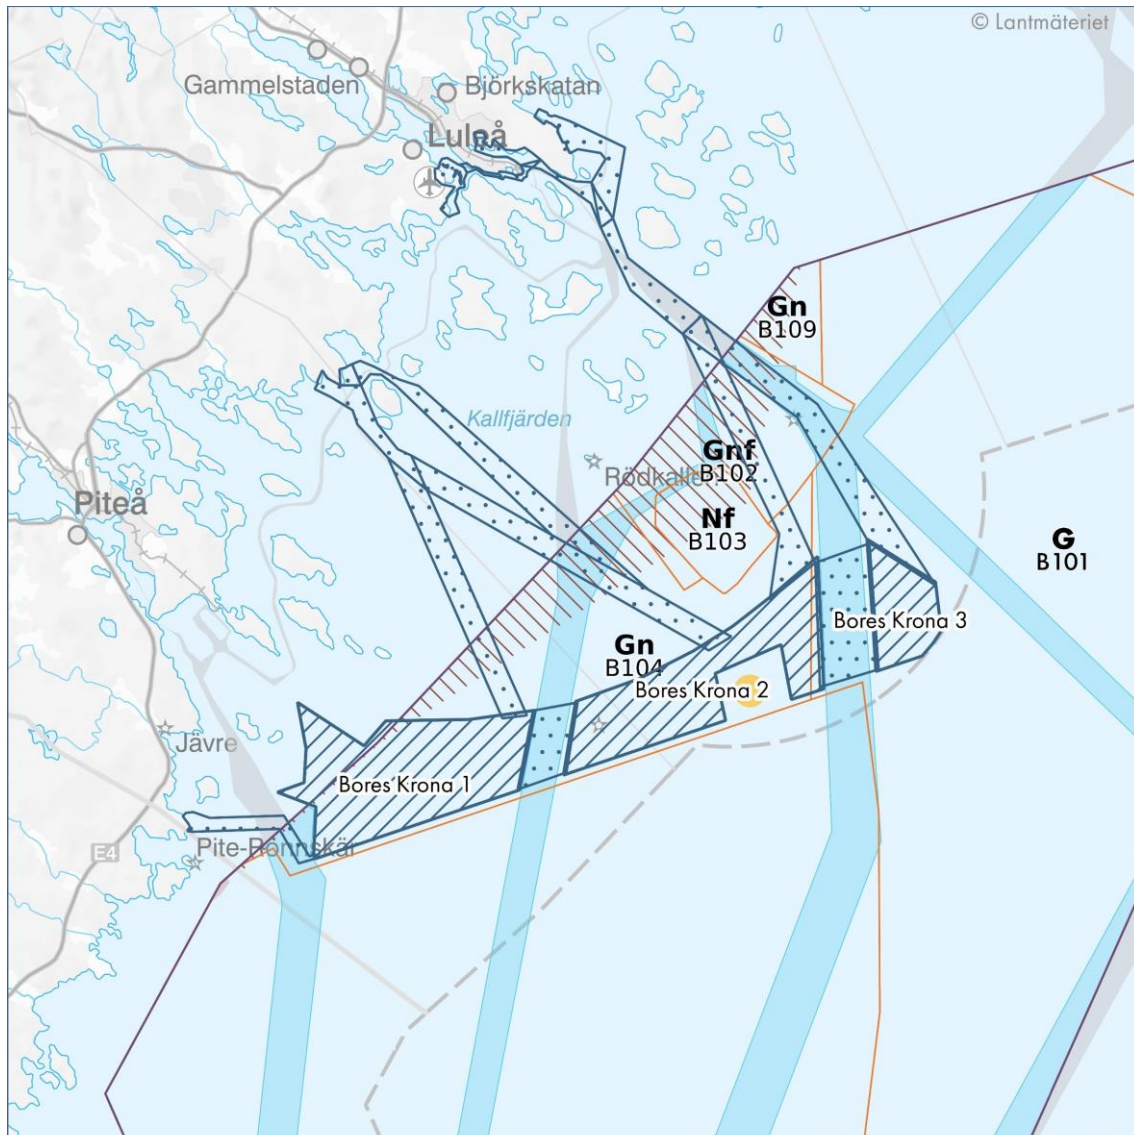 © Lantmäteriet
Gammelstaden
Björkskatan
Luleå
Gn
B109
Kallfjärden
Gnf
B102
Rödkalle
Piteå
Nf
B103
G
B101
Bores Krona 3
Gn
B104
Bores Krona 2
Jävre
Bores Krona 1
E4
Pite-Rönnskär